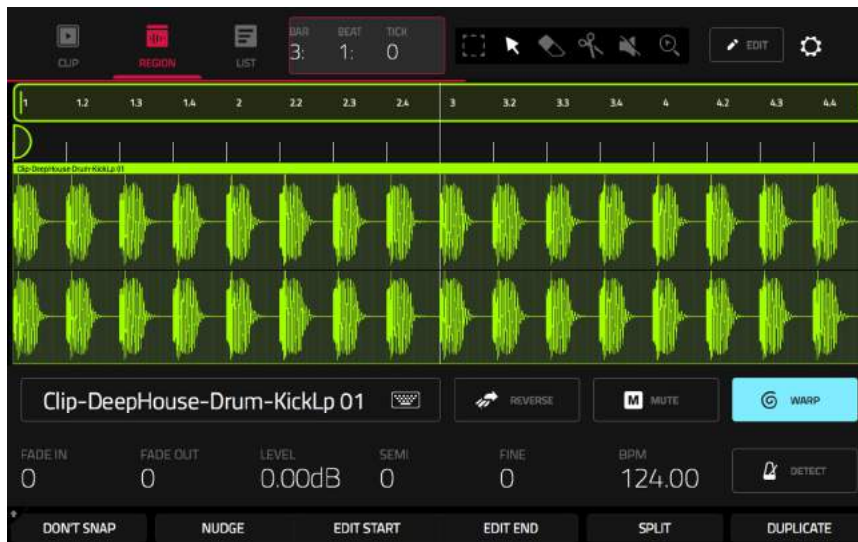 CLIP REGION LIST BAR BEAT TICK
3: 1: 0
EDIT
1 1.2 1.3 1.4 2 2.2 2.3 2.4 3 3.2 3.3 3.4 4 4.2 4.3 4.4
Clip-DeepHouse-Drum-KickLp 01
Clip-DeepHouse-Drum-KickLp 01 REVERSE M MUTE WARP
FADE IN FADE OUT LEVEL SEMI FINE BPM
0 0 0.00dB 0 0 124.00 DETECT
DON'T SNAP NUDGE EDIT START EDIT END SPLIT DUPLICATE